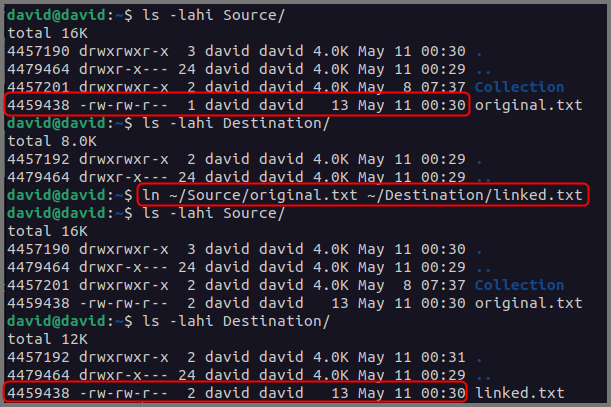 david@david:~$ ls -lahi Source/
total 16K
4457190 drwxrwxr-x  3 david david 4.0K May 11 00:30 .
4479464 drwxr-x--- 24 david david 4.0K May 11 00:29 ..
4457201 drwxrwxr-x  2 david david 4.0K May  8 07:37 Collection
4459438 -rw-rw-r--  1 david david   13 May 11 00:30 original.txt
david@david:~$ ls -lahi Destination/
total 8.0K
4457192 drwxrwxr-x  2 david david 4.0K May 11 00:29 .
4479464 drwxr-x--- 24 david david 4.0K May 11 00:29 ..
david@david:~$ ln ~/Source/original.txt ~/Destination/linked.txt
david@david:~$ ls -lahi Source/
total 16K
4457190 drwxrwxr-x  3 david david 4.0K May 11 00:30 .
4479464 drwxr-x--- 24 david david 4.0K May 11 00:29 ..
4457201 drwxrwxr-x  2 david david 4.0K May  8 07:37 Collection
4459438 -rw-rw-r--  2 david david   13 May 11 00:30 original.txt
david@david:~$ ls -lahi Destination/
total 12K
4457192 drwxrwxr-x  2 david david 4.0K May 11 00:31 .
4479464 drwxr-x--- 24 david david 4.0K May 11 00:29 ..
4459438 -rw-rw-r--  2 david david   13 May 11 00:30 linked.txt